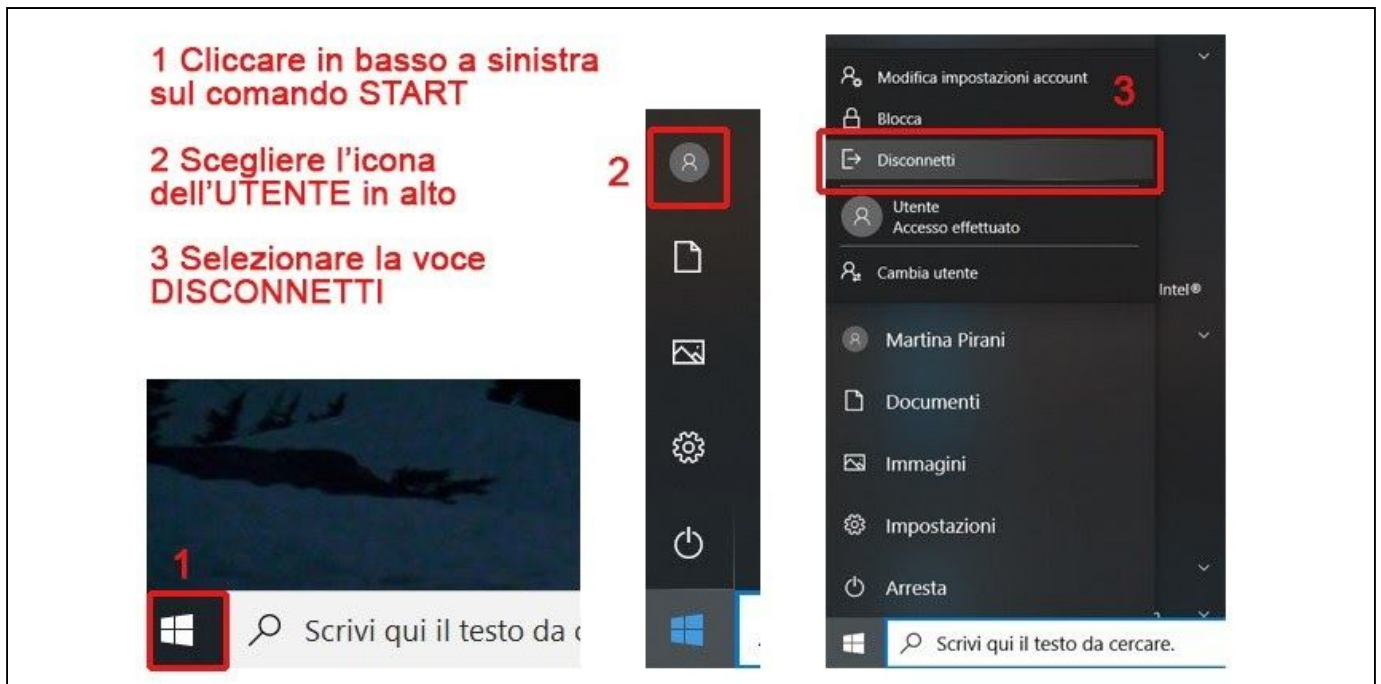 1 Cliccare in basso a sinistra
sul comando START
2 Scegliere l'icona
dell'UTENTE in alto
3 Selezionare la voce
DISCONNETTI
1
Scrivi qui il testo da c
2
3
Modifica impostazioni account
Blocca
Disconnetti
Utente
Accesso effettuato
Cambia utente
Intel®
Martina Pirani
Documenti
Immagini
Impostazioni
Arresta
Scrivi qui il testo da cercare.